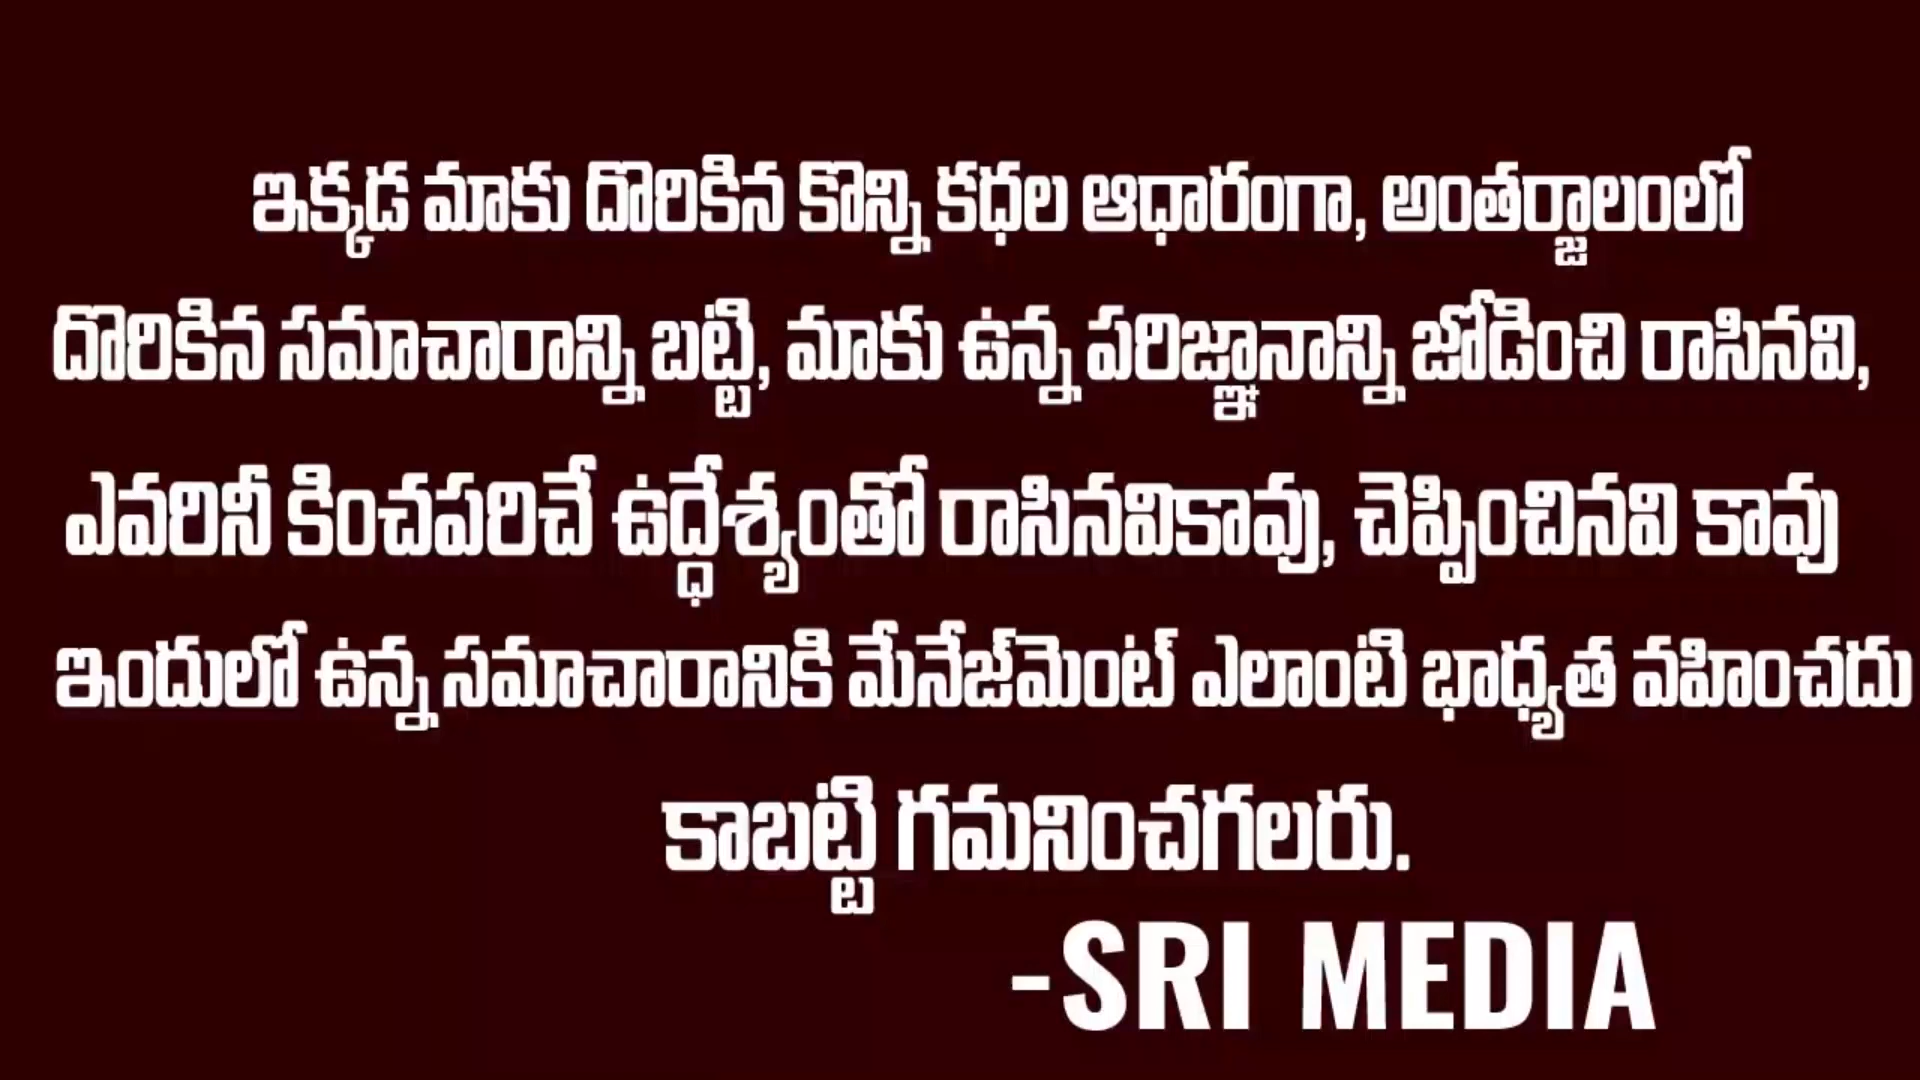 ఇక్కడ మాకు దొరికిన కొన్ని కధల ఆధారంగా, అంతర్జాలంలో
దొరికిన సమాచారాన్ని బట్టి, మాకు ఉన్న పరిజ్ఞానాన్ని జోడించి రాసినవి,
ఎవరినీ కించపరిచే ఉద్ధేశ్యంతో రాసినవికావు, చెప్పించినవి కావు
ఇందులో ఉన్న సమాచారానికి మేనేజ్‌మెంట్ ఎలాంటి భాధ్యత వహించదు
కాబట్టి గమనించగలరు.
-SRI MEDIA